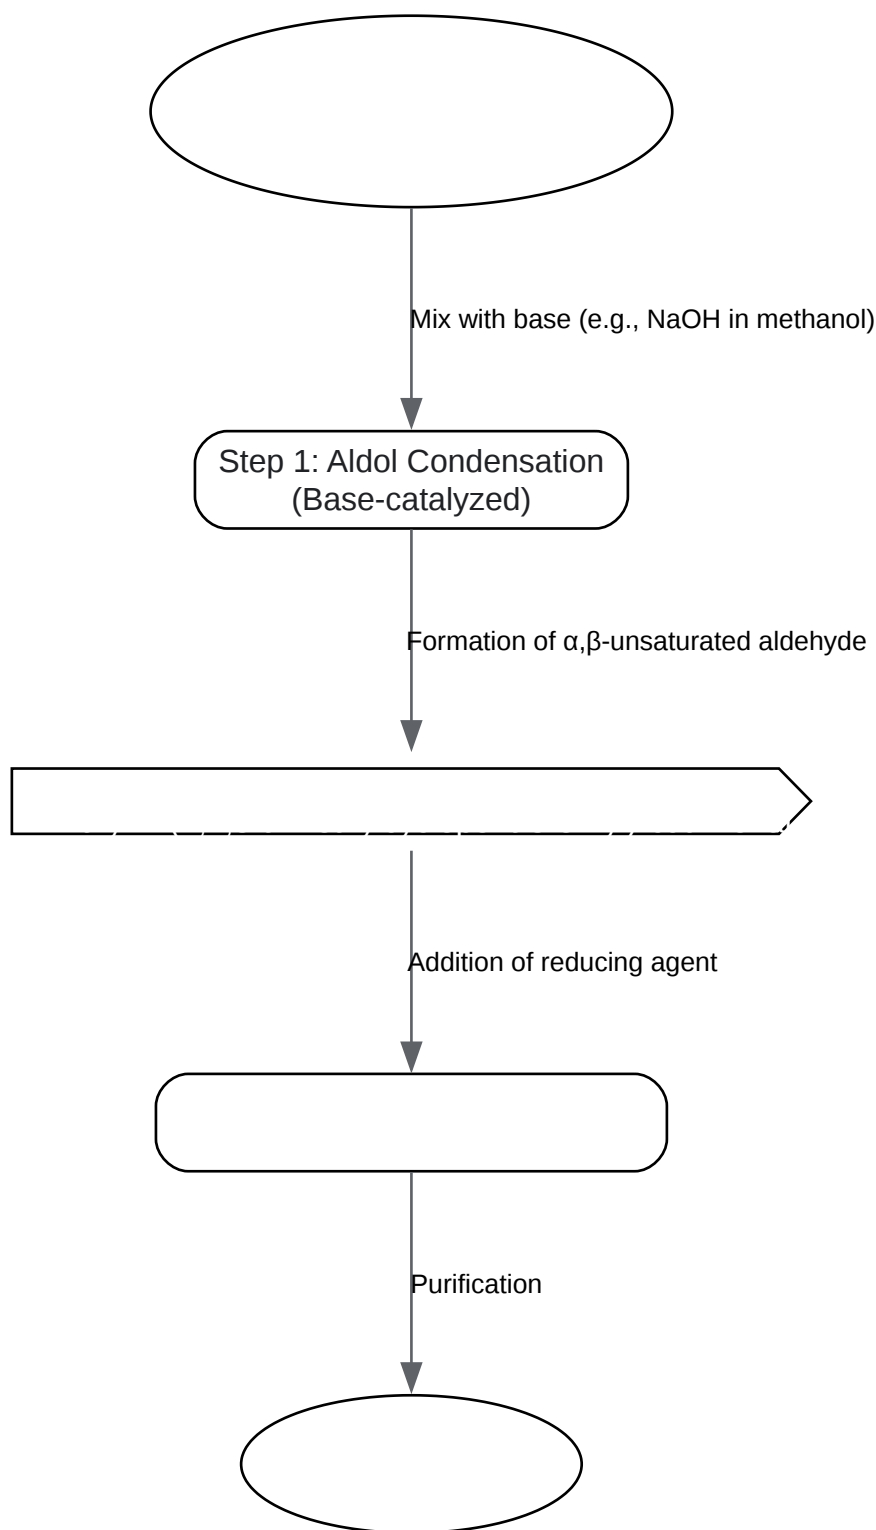 Mix with base (e.g., NaOH in methanol)
Step 1: Aldol Condensation
(Base-catalyzed)
Formation of α,β-unsaturated aldehyde
Addition of reducing agent
Purification